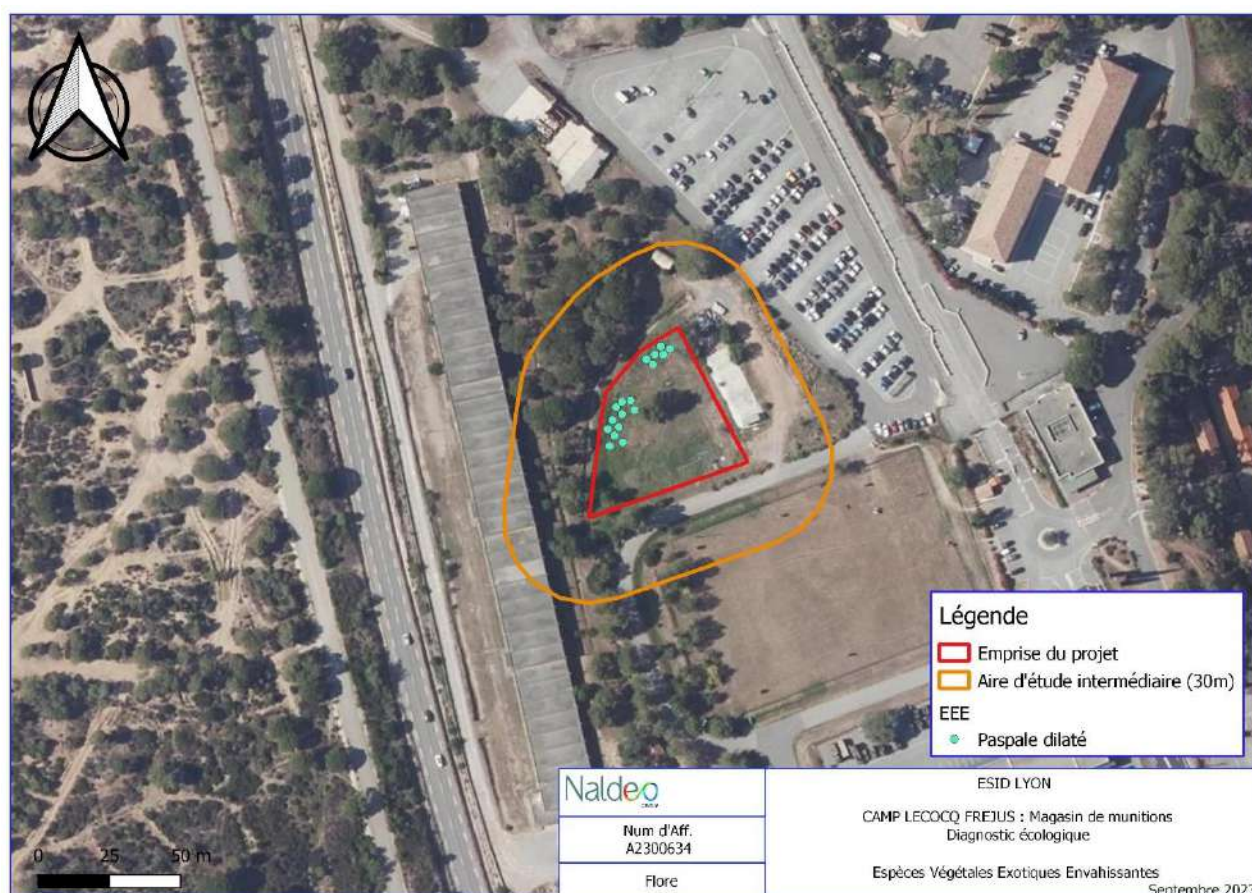 Légende
Emprise du projet
Aire d'étude intermédiaire (30m)
EEE
Paspale dilaté
Naldeo
Num d'Aff.
A2300634
Flore
ESID LYON
CAMP LECOCQ FREJUS : Magasin de munitions
Diagnostic écologique
Espèces Végétales Exotiques Envahissantes
Septembre
0 25 50 m